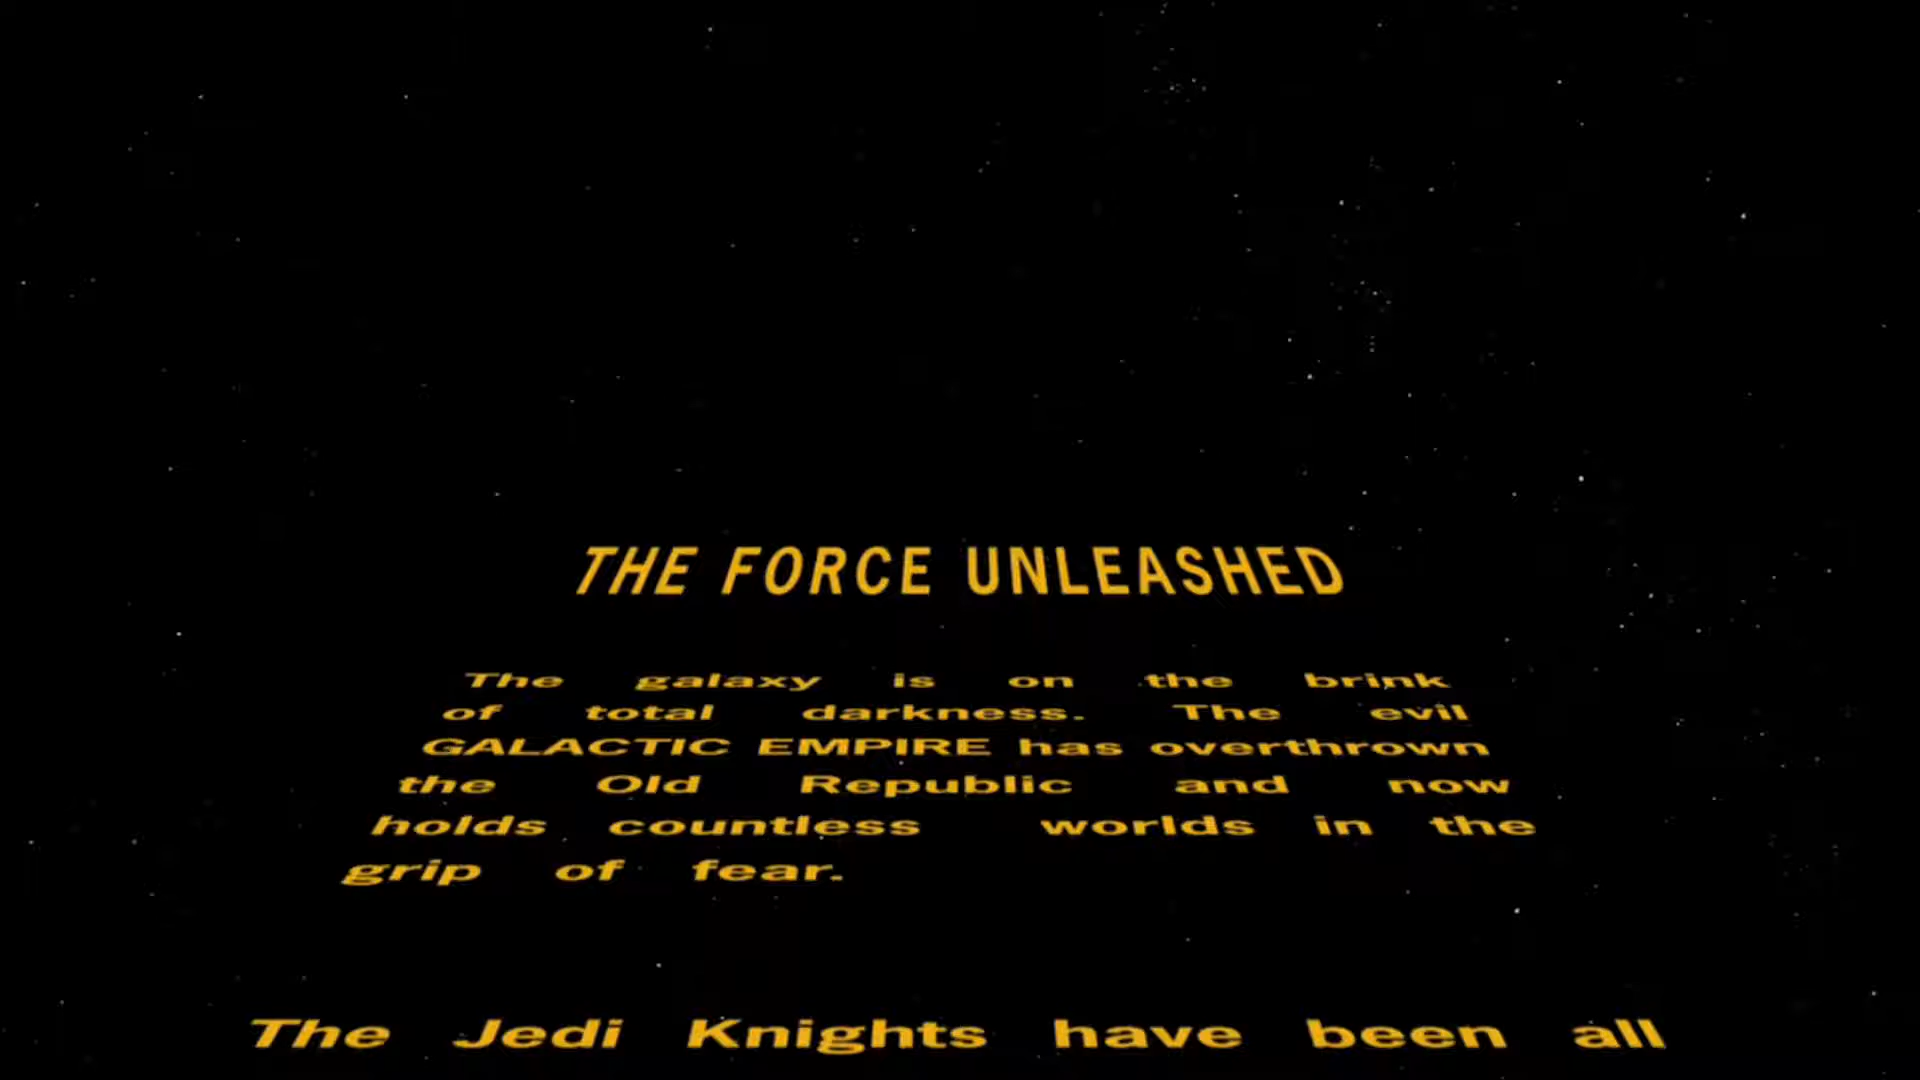 THE FORCE UNLEASHED
The galaxy is on the brink
of total darkness. The evil
GALACTIC EMPIRE has overthrown
the Old Republic and now
holds countless worlds in the
grip of fear.
The Jedi Knights have been all